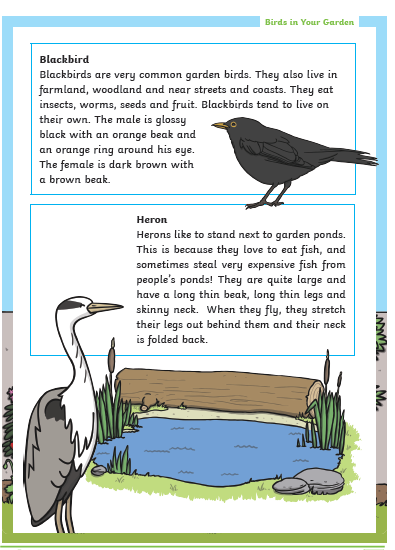 Birds in Your Garden
Blackbird
Blackbirds are very common garden birds. They also live in
farmland, woodland and near streets and coasts. They eat
insects, worms, seeds and fruit. Blackbirds tend to live on
their own. The male is glossy
black with an orange beak and
an orange ring around his eye.
The female is dark brown with
a brown beak.
Heron
Herons like to stand next to garden ponds.
This is because they love to eat fish, and
sometimes steal very expensive fish from
people's ponds! They are quite large and
have a long thin beak, long thin legs and
skinny neck. When they fly, they stretch
their legs out behind them and their neck
is folded back.